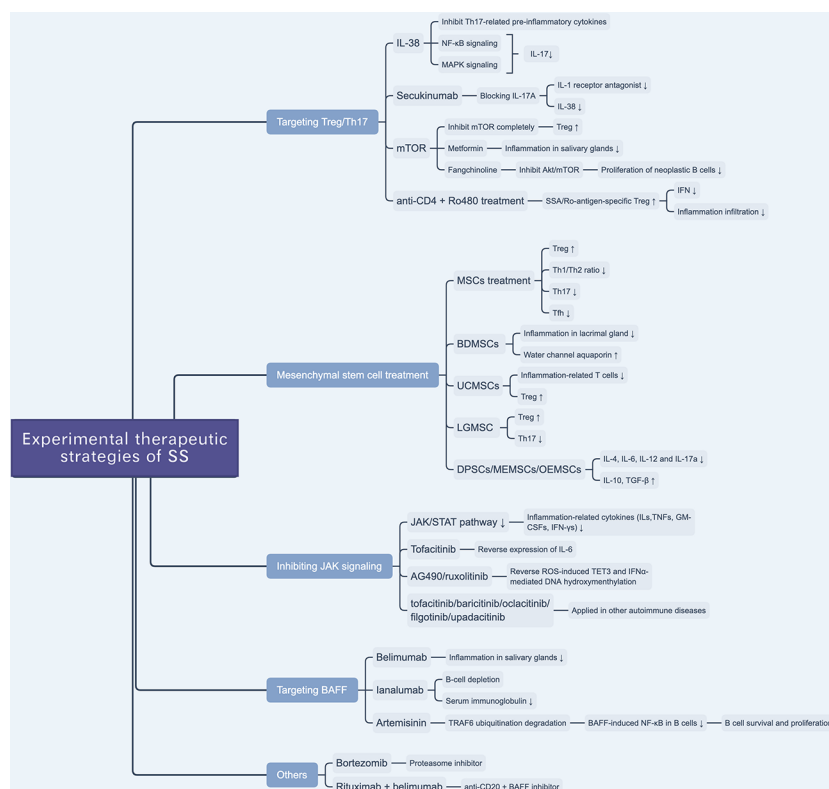 Inhibit Th17-related pre-inflammatory cytokines
IL-38
NF-κB signaling
IL-17↓
MAPK signaling
IL-1 receptor antagonist ↓
Secukinumab
Blocking IL-17A
IL-38 ↓
Targeting Treg/Th17
Inhibit mTOR completely
Treg ↑
mTOR
Metformin
Inflammation in salivary glands ↓
Fangchinoline
Inhibit Akt/mTOR
Proliferation of neoplastic B cells ↓
IFN ↓
anti-CD4 + Ro480 treatment
SSA/Ro-antigen-specific Treg ↑
Inflammation infiltration ↓
Treg ↑
Th1/Th2 ratio ↓
MSCs treatment
Th17 ↓
Tfh ↓
Inflammation in lacrimal gland ↓
BDMSCs
Water channel aquaporin ↑
Mesenchymal stem cell treatment
Inflammation-related T cells ↓
UCMSCs
Treg ↑
Treg ↑
LGMSC
Th17 ↓
Experimental therapeutic
strategies of SS
IL-4, IL-6, IL-12 and IL-17a ↓
DPSCs/MEMSCs/OEMSCs
IL-10, TGF-β ↑
JAK/STAT pathway ↓
Inflammation-related cytokines (ILs,TNFs, GM-
CSFs, IFN-γs) ↓
Tofacitinib
Reverse expression of IL-6
Inhibiting JAK signaling
AG490/ruxolitinib
Reverse ROS-induced TET3 and IFNα-
mediated DNA hydroxymenthylation
tofacitinib/baricitinib/oclacitinib/
filgotinib/upadacitinib
Applied in other autoimmune diseases
Belimumab
Inflammation in salivary glands ↓
B-cell depletion
Targeting BAFF
Ianalumab
Serum immunoglobulin ↓
Artemisinin
TRAF6 ubiquitination degradation
BAFF-induced NF-κB in B cells ↓
B cell survival and proliferatio
Bortezomib
Proteasome inhibitor
Others
Rituximab + belimumab
anti-CD20 + BAFF inhibitor